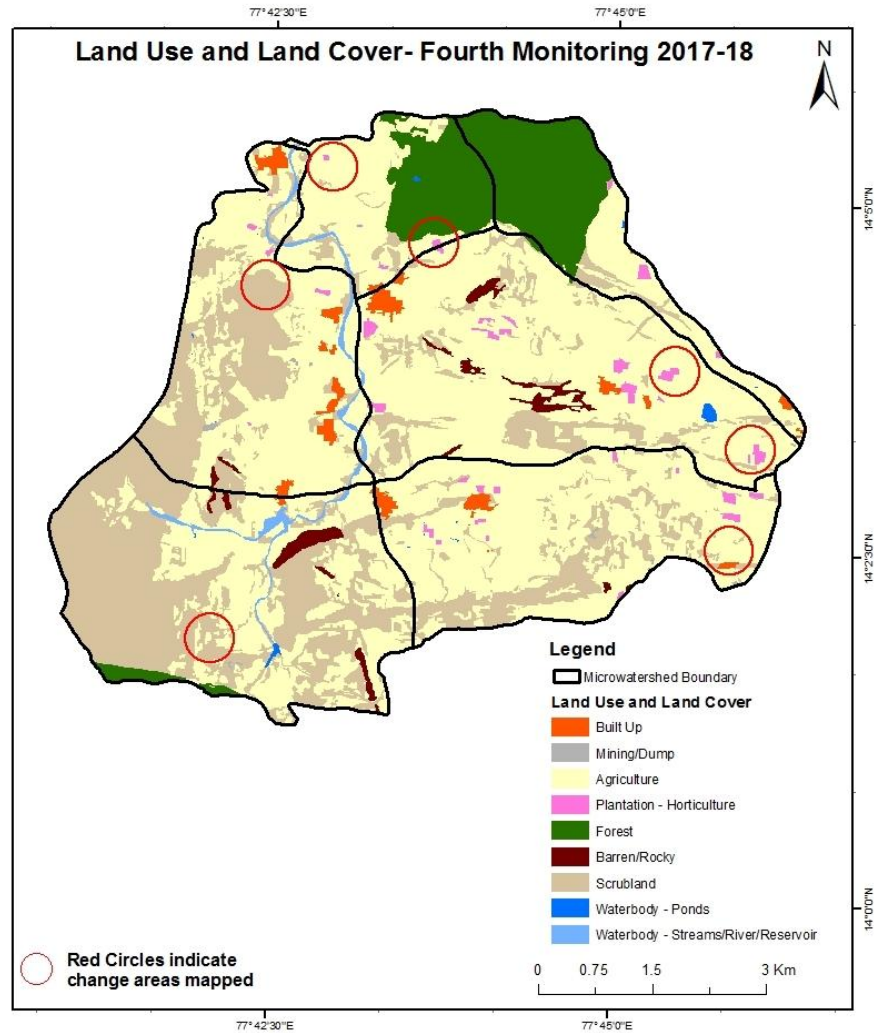 77°42'30"E
77°45'0"E
Land Use and Land Cover- Fourth Monitoring 2017-18
N
14°5'0"N
14°2'30"N
14°0'0"N
Legend
Microwatershed Boundary
Land Use and Land Cover
Built Up
Mining/Dump
Agriculture
Plantation - Horticulture
Forest
Barren/Rocky
Scrubland
Waterbody - Ponds
Waterbody - Streams/River/Reservoir
Red Circles indicate
change areas mapped
0 0.75 1.5 3 Km
77°42'30"E
77°45'0"E